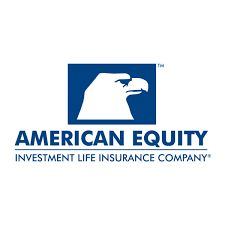 ™
AMERICAN EQUITY
INVESTMENT LIFE INSURANCE COMPANY®